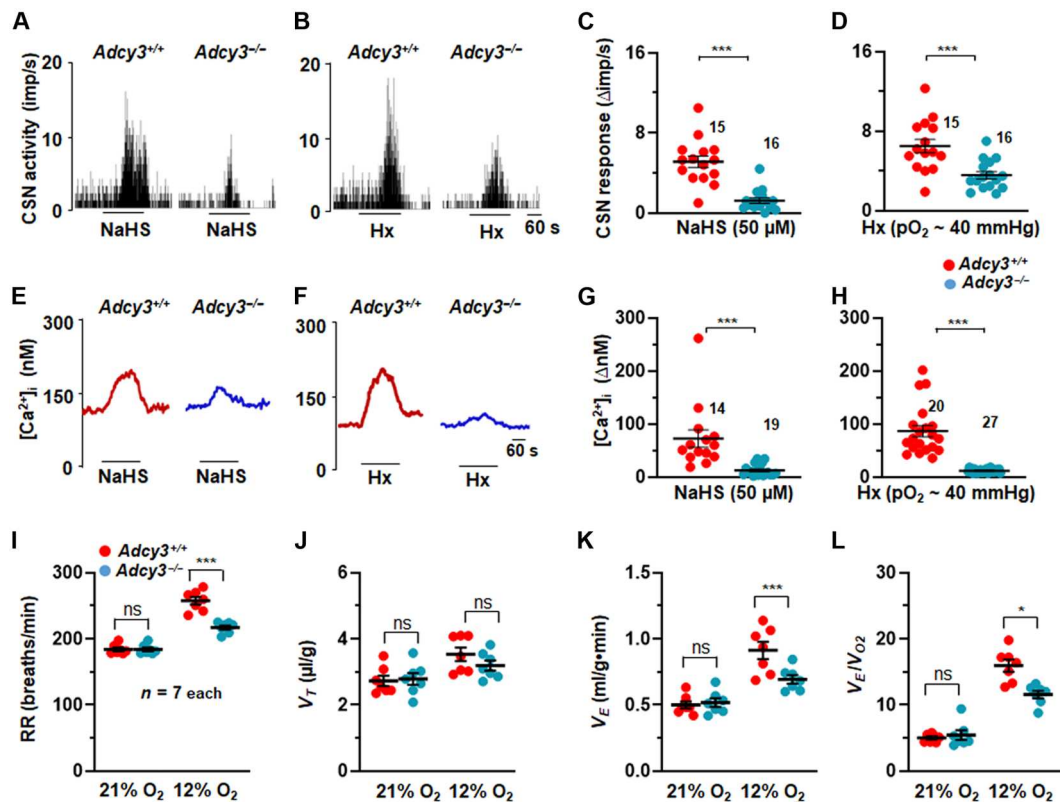 A
B
C
D
Adcy3+/+
Adcy3−/−
Adcy3+/+
Adcy3−/−
CSN activity (imp/s)
20
10
0
NaHS
NaHS
20
10
0
Hx
Hx
60 s
CSN response (Δimp/s)
12
6
0
***
15
16
NaHS (50 µM)
16
8
0
***
15
16
Hx (pO2 ~ 40 mmHg)
Adcy3+/+
Adcy3−/−
E
F
G
H
Adcy3+/+
Adcy3−/−
Adcy3+/+
Adcy3−/−
[Ca2+]i (nM)
300
150
0
NaHS
NaHS
300
150
0
Hx
Hx
60 s
[Ca2+]i (ΔnM)
300
200
100
0
***
14
19
NaHS (50 µM)
300
200
100
0
***
20
27
Hx (pO2 ~ 40 mmHg)
I
J
K
L
Adcy3+/+
Adcy3−/−
RR (breaths/min)
300
200
100
0
ns
***
n = 7 each
21% O2
12% O2
VT (µl/g)
6
4
2
0
ns
ns
21% O2
12% O2
VE (ml/g•min)
1.5
1.0
0.5
0.0
ns
***
21% O2
12% O2
VE/VO2
30
20
10
0
ns
*
21% O2
12% O2